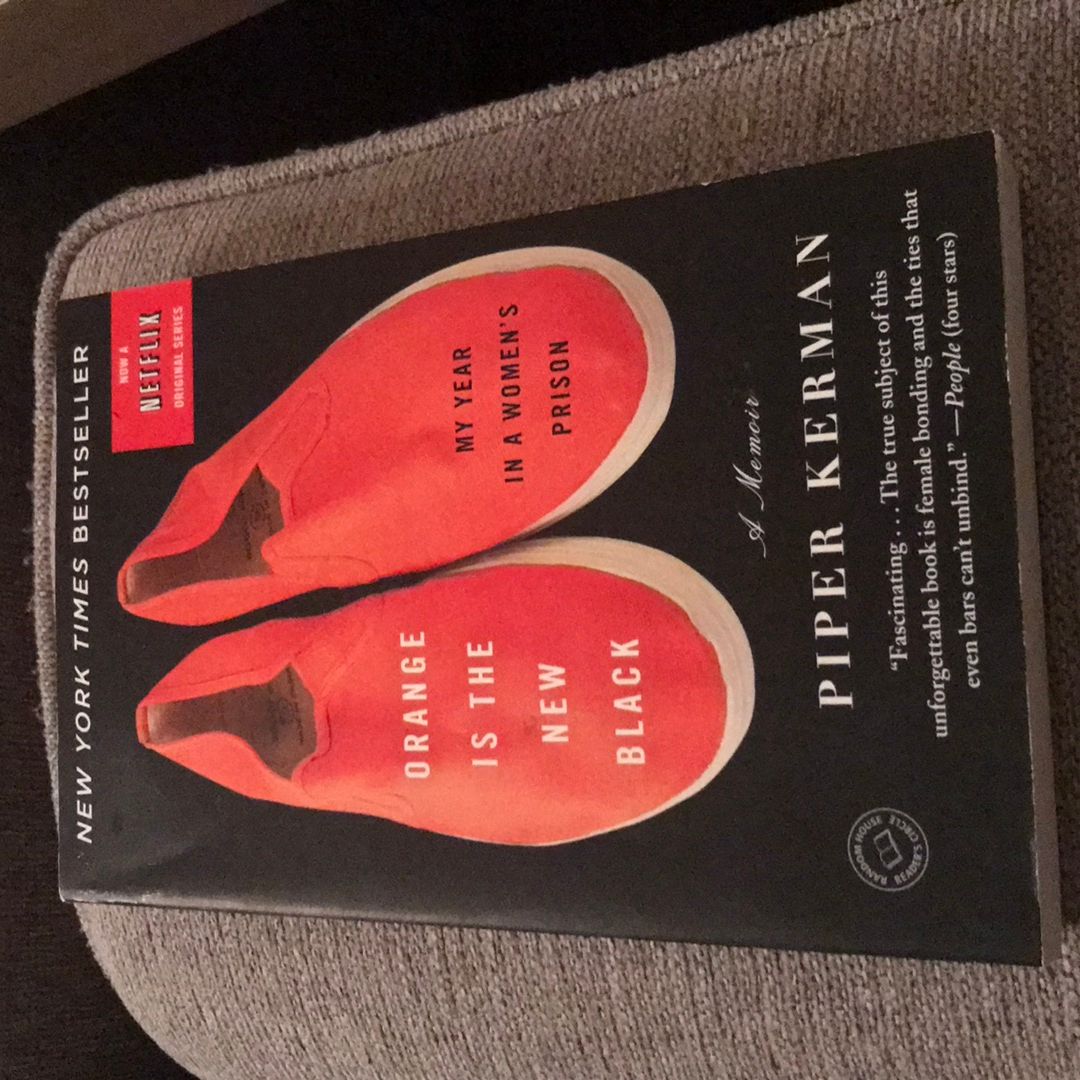 NEW YORK TIMES BESTSELLER
NOW A
NETFLIX
ORIGINAL SERIES
ORANGE
IS THE
NEW
BLACK
MY YEAR
IN A WOMEN'S
PRISON
A Memoir
PIPER KERMAN
“Fascinating . . . The true subject of this
unforgettable book is female bonding and the ties that
even bars can’t unbind.” —People (four stars)
RANDOM HOUSE
READER'S CIRCLE